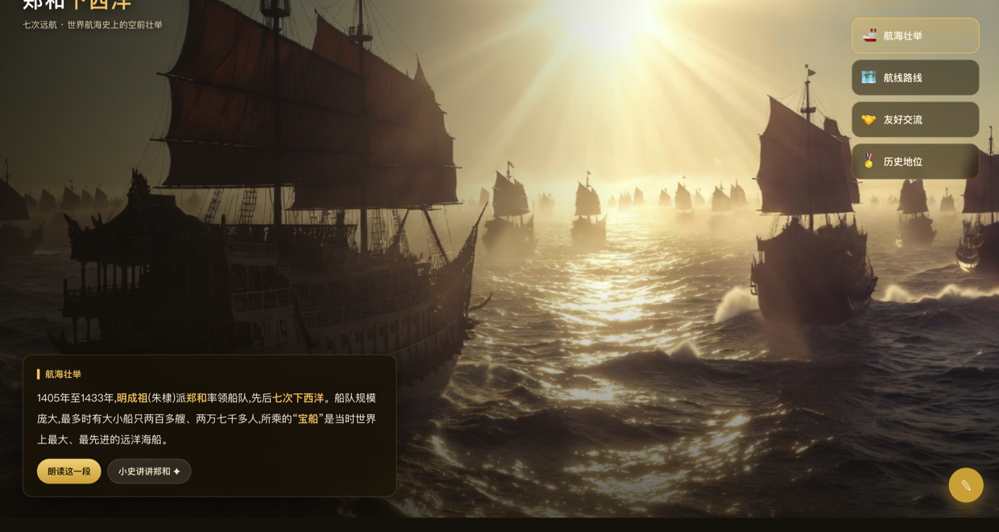 郑和下西洋
七次远航 · 世界航海史上的空前壮举
航海壮举
航线路线
友好交流
历史地位
航海壮举
1405年至1433年,明成祖(朱棣)派郑和率领船队,先后七次下西洋。船队规模
庞大,最多时有大小船只两百多艘、两万七千多人,所乘的“宝船”是当时世界
上最大、最先进的远洋海船。
朗读这一段
小史讲讲郑和 ✦